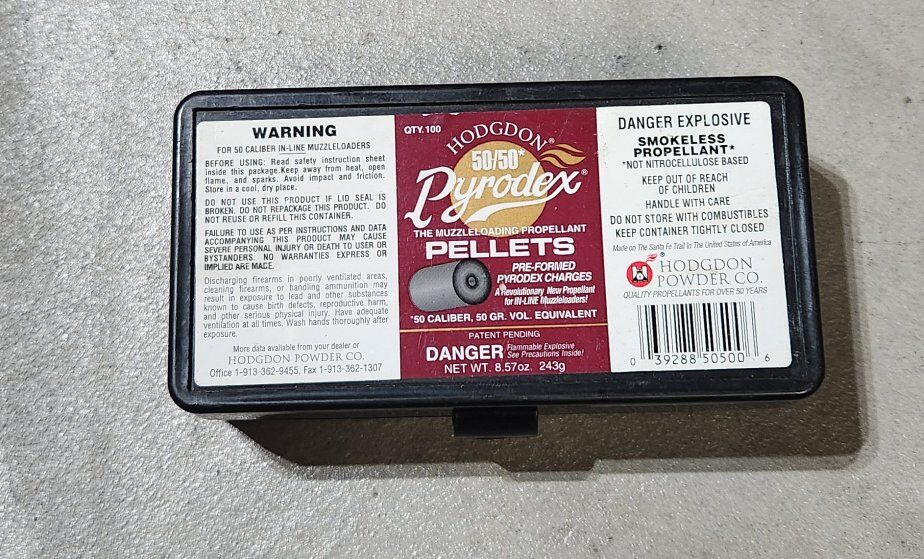 WARNING
FOR 50 CALIBER IN-LINE MUZZLELOADERS
BEFORE USING: Read safety instruction sheet
inside this package. Keep away from heat, open
flame, and sparks. Avoid impact and friction.
Store in a cool, dry place.
DO NOT USE THIS PRODUCT IF LID SEAL IS
BROKEN. DO NOT REPACKAGE THIS PRODUCT. DO
NOT REUSE OR REFILL THIS CONTAINER.
FAILURE TO USE AS PER INSTRUCTIONS AND DATA
ACCOMPANYING THIS PRODUCT MAY CAUSE
SEVERE PERSONAL INJURY OR DEATH TO USER OR
BYSTANDERS. NO WARRANTIES EXPRESS OR
IMPLIED ARE MADE.
Discharging firearms in poorly ventilated areas,
cleaning firearms, or handling ammunition may
result in exposure to lead and other substances
known to cause birth defects, reproductive harm,
and other serious physical injury. Have adequate
ventilation at all times. Wash hands thoroughly after
exposure.
More data available from your dealer or
HODGDON POWDER CO.
Office 1-913-362-9455, Fax 1-913-362-1307
QTY. 100
HODGDON®
50/50*
Pyrodex®
THE MUZZLELOADING PROPELLANT
PELLETS
PRE-FORMED
PYRODEX CHARGES
A Revolutionary New Propellant
for IN-LINE Muzzleloaders!
*50 CALIBER, 50 GR. VOL. EQUIVALENT
PATENT PENDING
DANGER Flammable Explosive
See Precautions Inside!
NET WT. 8.57oz. 243g
DANGER EXPLOSIVE
SMOKELESS
PROPELLANT*
*NOT NITROCELLULOSE BASED
KEEP OUT OF REACH
OF CHILDREN
HANDLE WITH CARE
DO NOT STORE WITH COMBUSTIBLES
KEEP CONTAINER TIGHTLY CLOSED
Made on The Santa Fe Trail In The United States of America
HODGDON®
POWDER CO.
QUALITY PROPELLANTS FOR OVER 50 YEARS
0 39288 50500 6